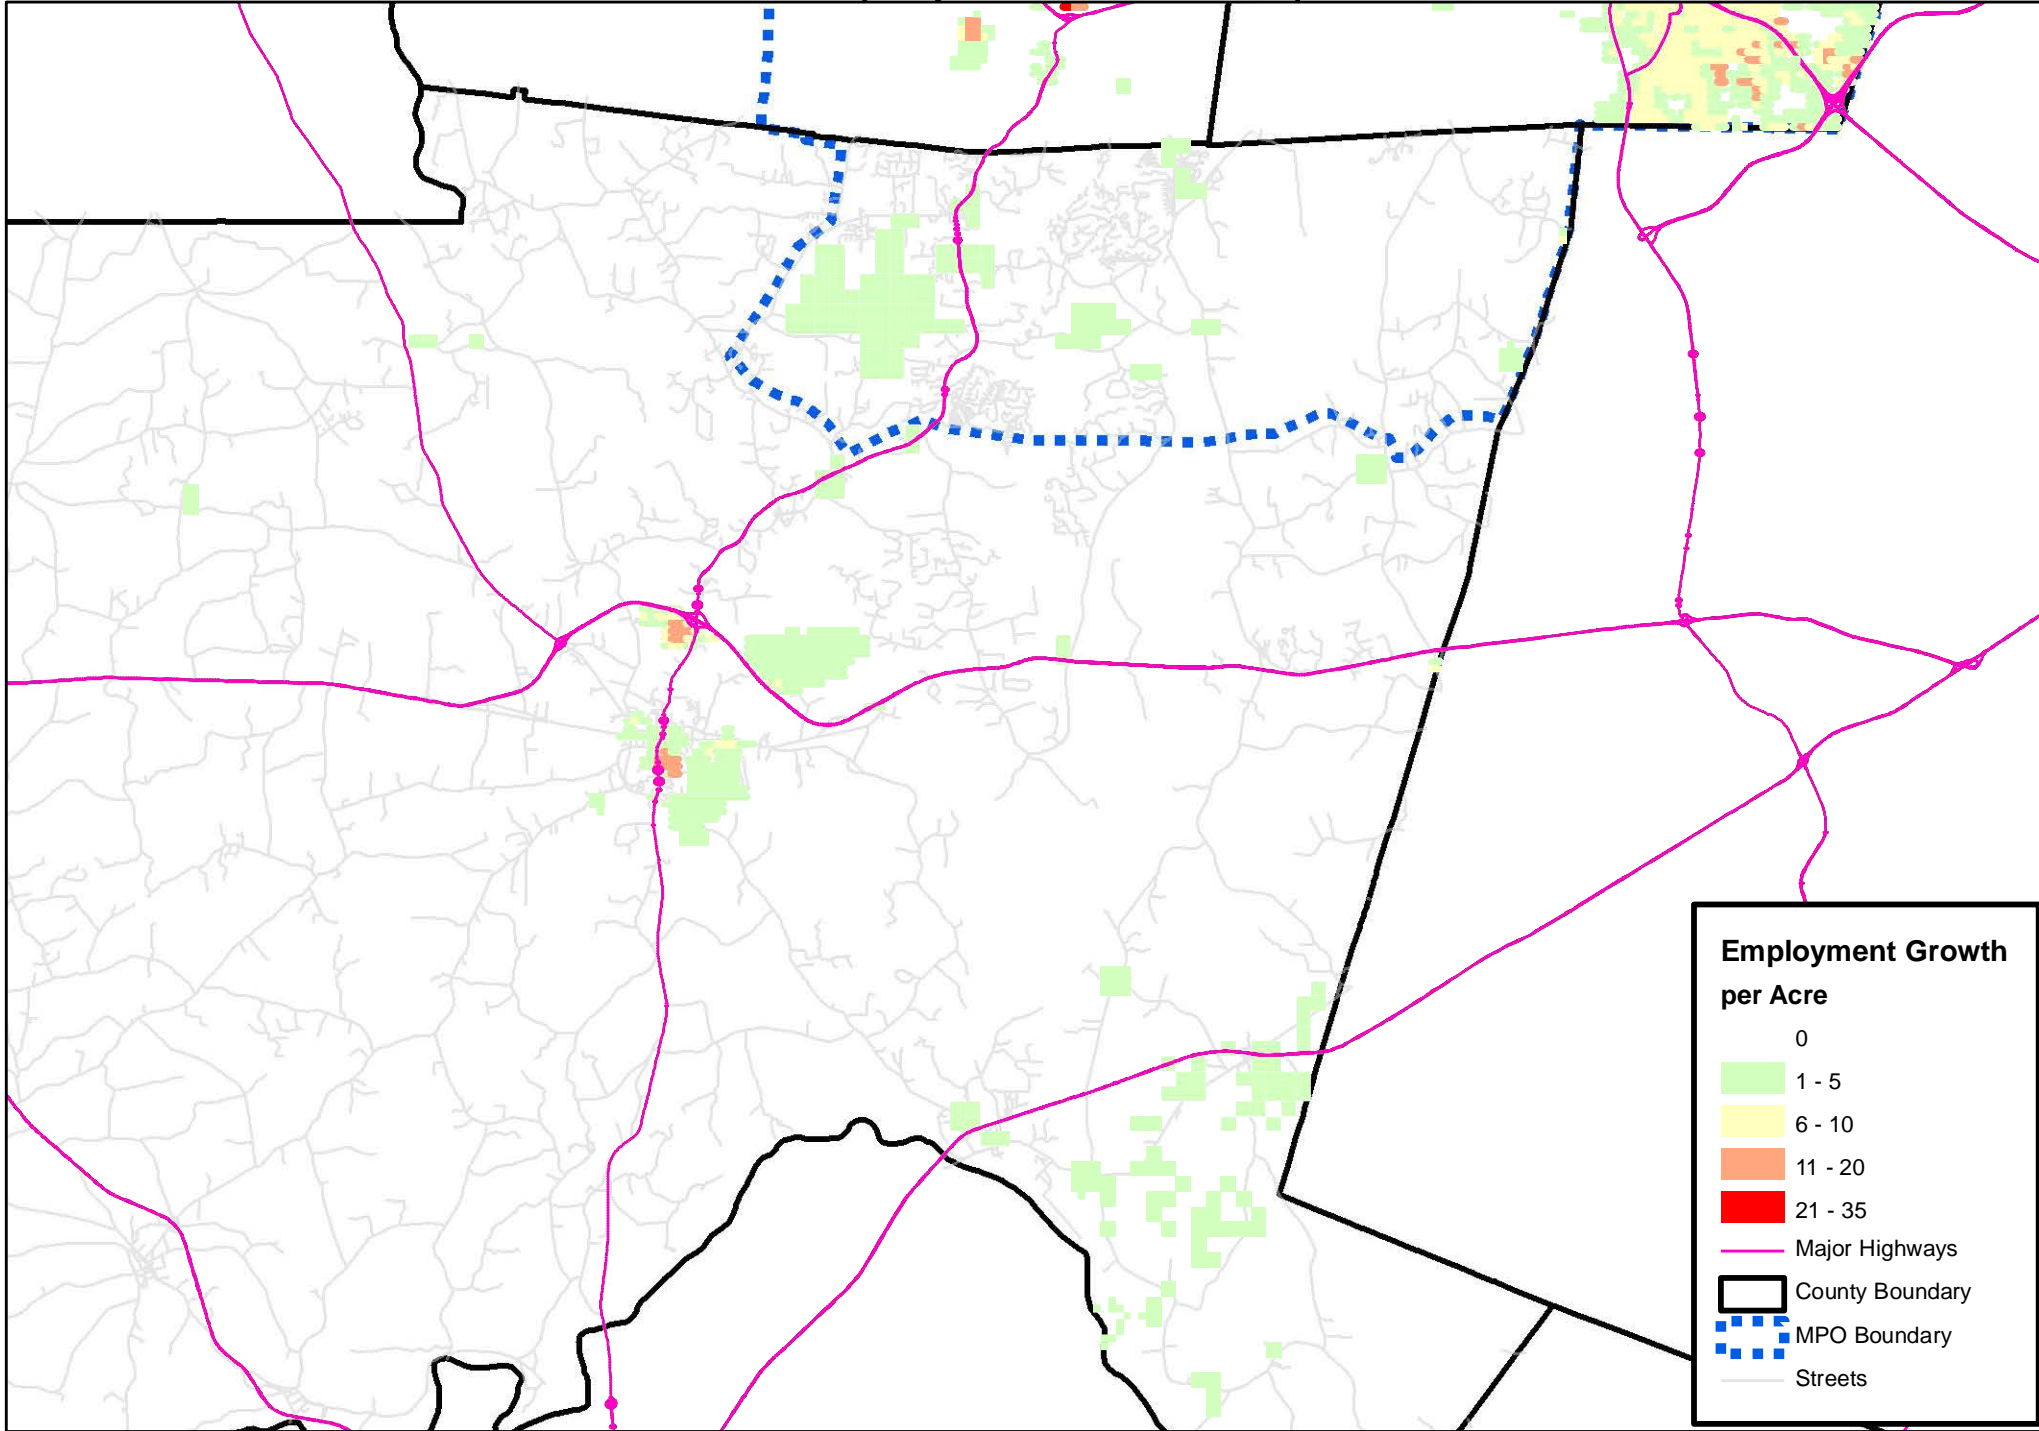 Employment Growth
per Acre
0
1 - 5
6 - 10
11 - 20
21 - 35
Major Highways
County Boundary
MPO Boundary
Streets